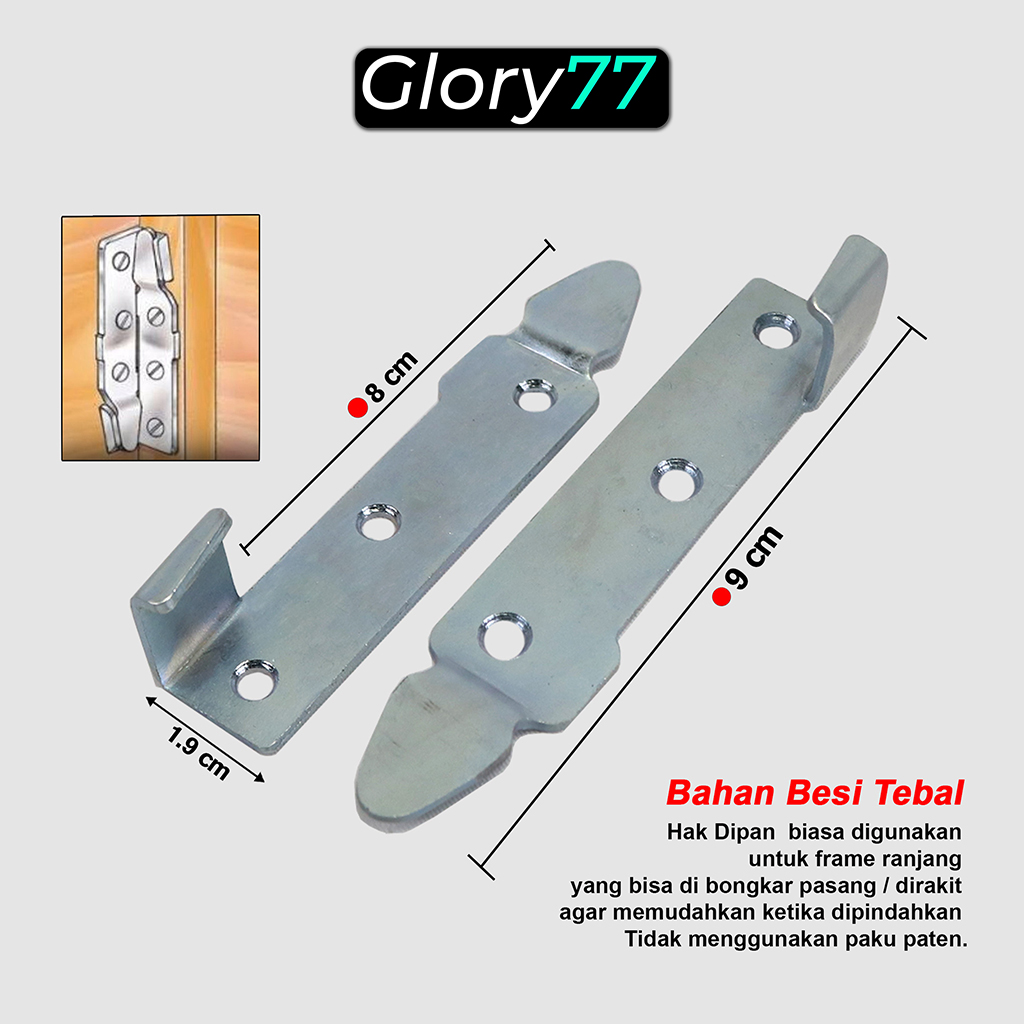 Glory77
8 cm
9 cm
1.9 cm
Bahan Besi Tebal
Hak Dipan biasa digunakan
untuk frame ranjang
yang bisa di bongkar pasang / dirakit
agar memudahkan ketika dipindahkan
Tidak menggunakan paku paten.